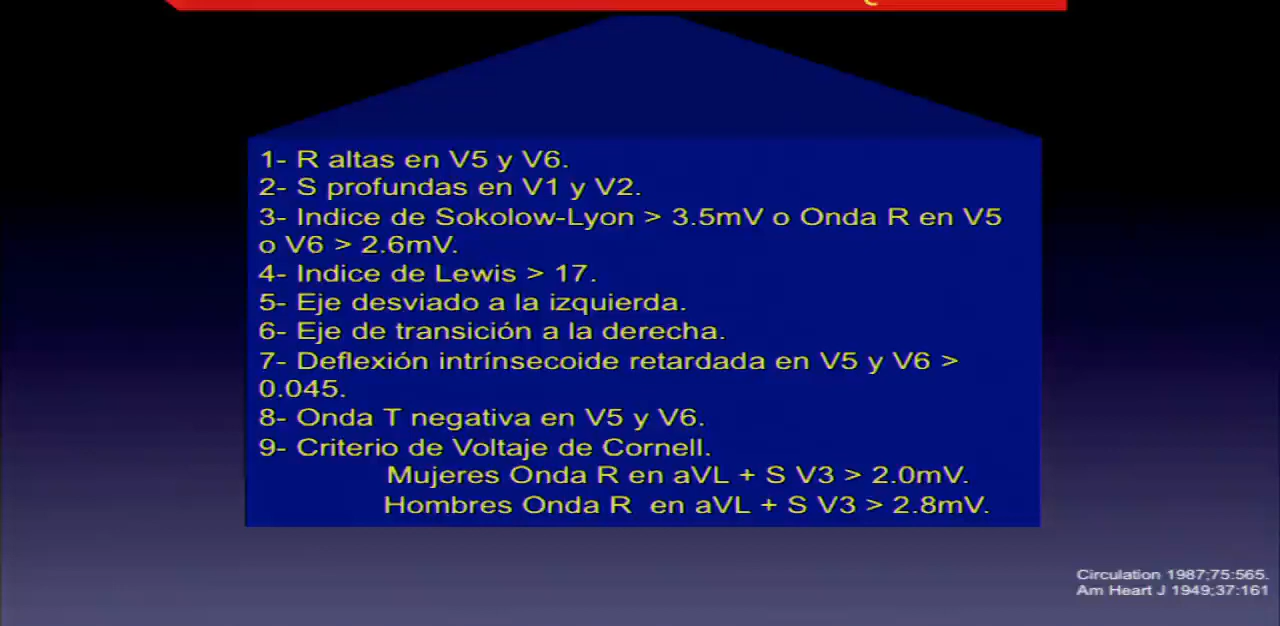 1- R altas en V5 y V6.
2- S profundas en V1 y V2.
3- Indice de Sokolow-Lyon > 3.5mV o Onda R en V5
o V6 > 2.6mV.
4- Indice de Lewis > 17.
5- Eje desviado a la izquierda.
6- Eje de transición a la derecha.
7- Deflexión intrínsecoide retardada en V5 y V6 >
0.045.
8- Onda T negativa en V5 y V6.
9- Criterio de Voltaje de Cornell.
Mujeres Onda R en aVL + S V3 > 2.0mV.
Hombres Onda R  en aVL + S V3 > 2.8mV.
Circulation 1987;75:565.
Am Heart J 1949;37:161